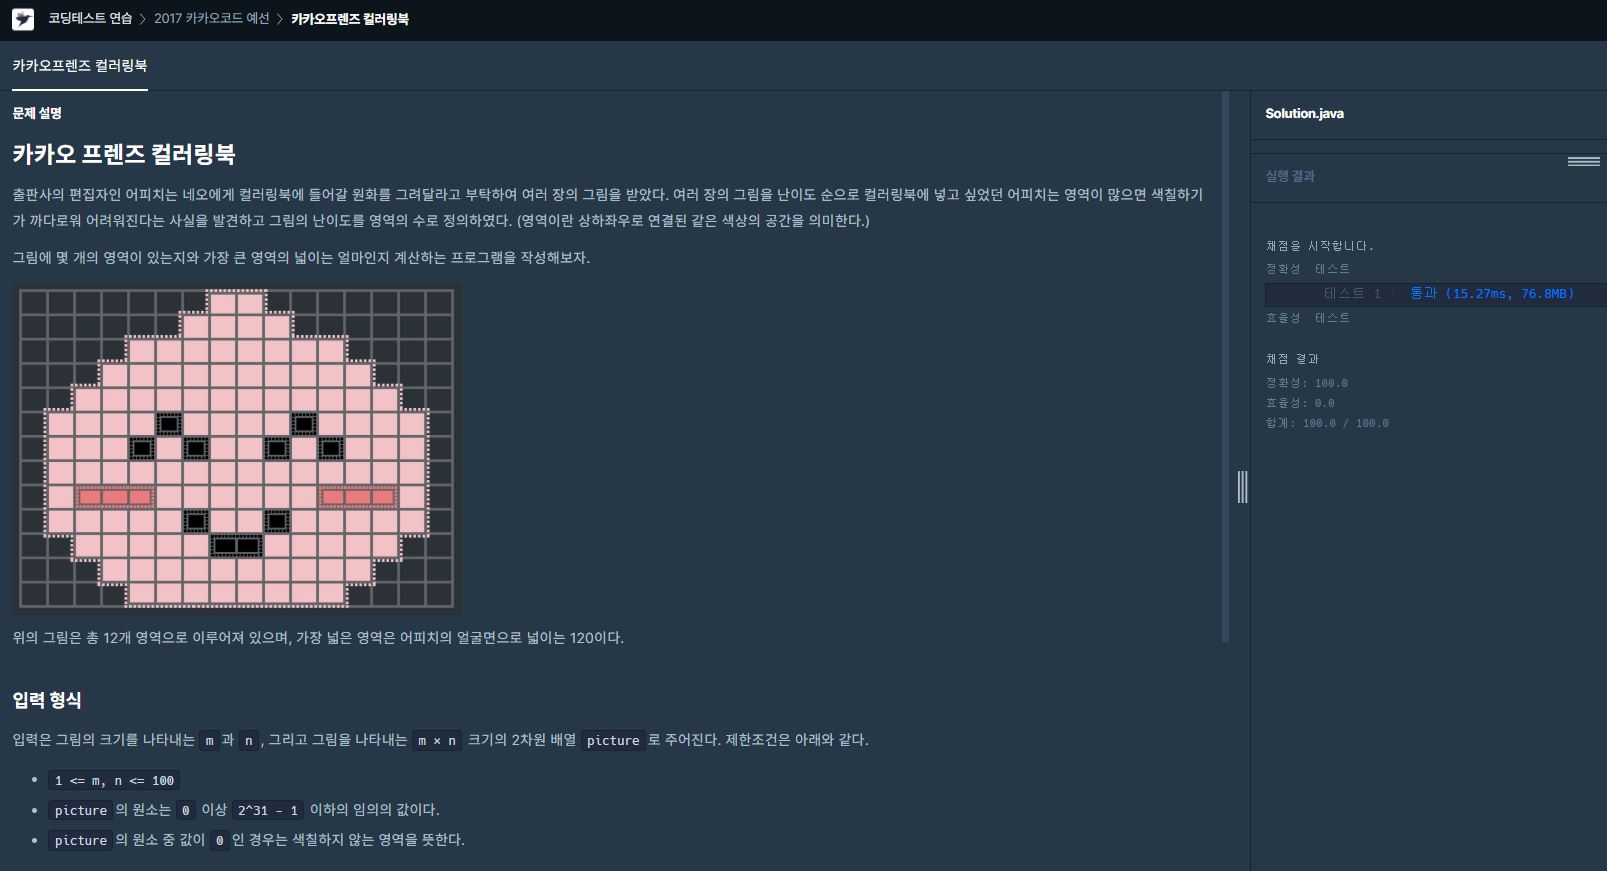 코딩테스트 연습 > 2017 카카오코드 예선 > 카카오프렌즈 컬러링북
카카오프렌즈 컬러링북
문제 설명
카카오 프렌즈 컬러링북
출판사의 편집자인 어피치는 네오에게 컬러링북에 들어갈 원화를 그려달라고 부탁하여 여러 장의 그림을 받았다. 여러 장의 그림을 난이도 순으로 컬러링북에 넣고 싶었던 어피치는 영역이 많으면 색칠하기
가 까다로워 어려워진다는 사실을 발견하고 그림의 난이도를 영역의 수로 정의하였다. (영역이란 상하좌우로 연결된 같은 색상의 공간을 의미한다.)
그림에 몇 개의 영역이 있는지와 가장 큰 영역의 넓이는 얼마인지 계산하는 프로그램을 작성해보자.
위의 그림은 총 12개 영역으로 이루어져 있으며, 가장 넓은 영역은 어피치의 얼굴면으로 넓이는 120이다.
입력 형식
입력은 그림의 크기를 나타내는 m과 n, 그리고 그림을 나타내는 m × n 크기의 2차원 배열 picture로 주어진다. 제한조건은 아래와 같다.
• 1 <= m, n <= 100
• picture의 원소는 0 이상 2^31 - 1 이하의 임의의 값이다.
• picture의 원소 중 값이 0인 경우는 색칠하지 않는 영역을 뜻한다.
Solution.java
실행 결과
채점을 시작합니다.
정확성 테스트
테스트 1 > 통과 (15.27ms, 76.8MB)
효율성 테스트
채점 결과
정확성: 100.0
효율성: 0.0
합계: 100.0 / 100.0